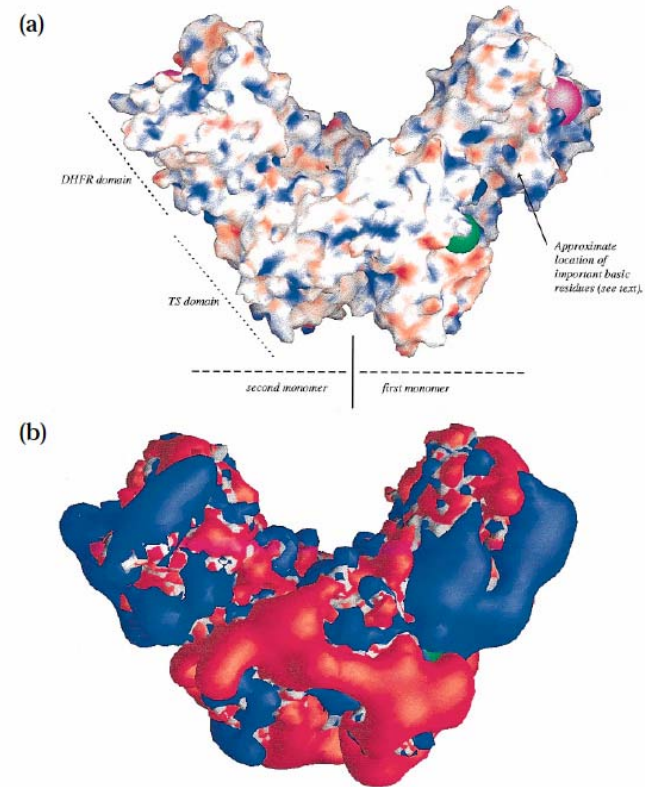 (a)
DHFR domain
Approximate
location of
important basic
residues (see text).
TS domain
second monomer
first monomer
(b)